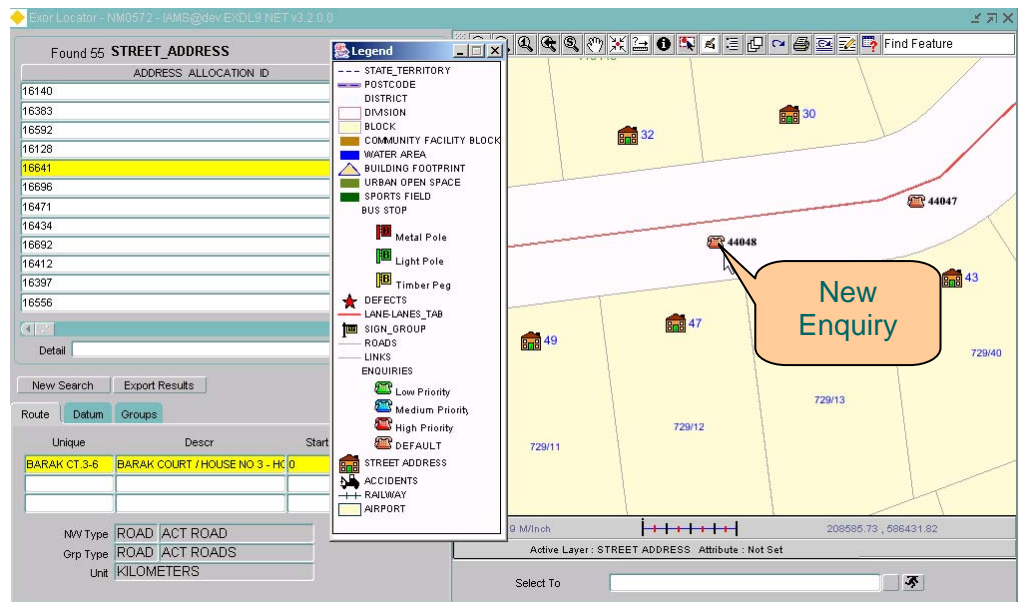 Exor Locator - NM0572 - IAMS@dev.EXDL9.NET v3.2.0.0
Found 55 STREET_ADDRESS
ADDRESS ALLOCATION ID
16140
16383
16592
16128
16641
16696
16471
16434
16692
16412
16397
16556
Detail
New Search
Export Results
Route
Datum
Groups
Unique
Descr
Start
BARAK CT.3-6
BARAK COURT / HOUSE NO 3 - HO
0
NW Type ROAD ACT ROAD
Grp Type ROAD ACT ROADS
Unit KILOMETERS
Legend
STATE_TERRITORY
POSTCODE
DISTRICT
DIVISION
BLOCK
COMMUNITY FACILITY BLOCK
WATER AREA
BUILDING FOOTPRINT
URBAN OPEN SPACE
SPORTS FIELD
BUS STOP
Metal Pole
Light Pole
Timber Peg
DEFECTS
LANE-LANES_TAB
SIGN_GROUP
ROADS
LINKS
ENQUIRIES
Low Priority
Medium Priority
High Priority
DEFAULT
STREET ADDRESS
ACCIDENTS
RAILWAY
AIRPORT
Find Feature
30
32
44047
44048
New
Enquiry
43
47
49
729/40
729/13
729/12
729/11
9 M/Inch
208585.73 , 586431.82
Active Layer : STREET ADDRESS Attribute : Not Set
Select To